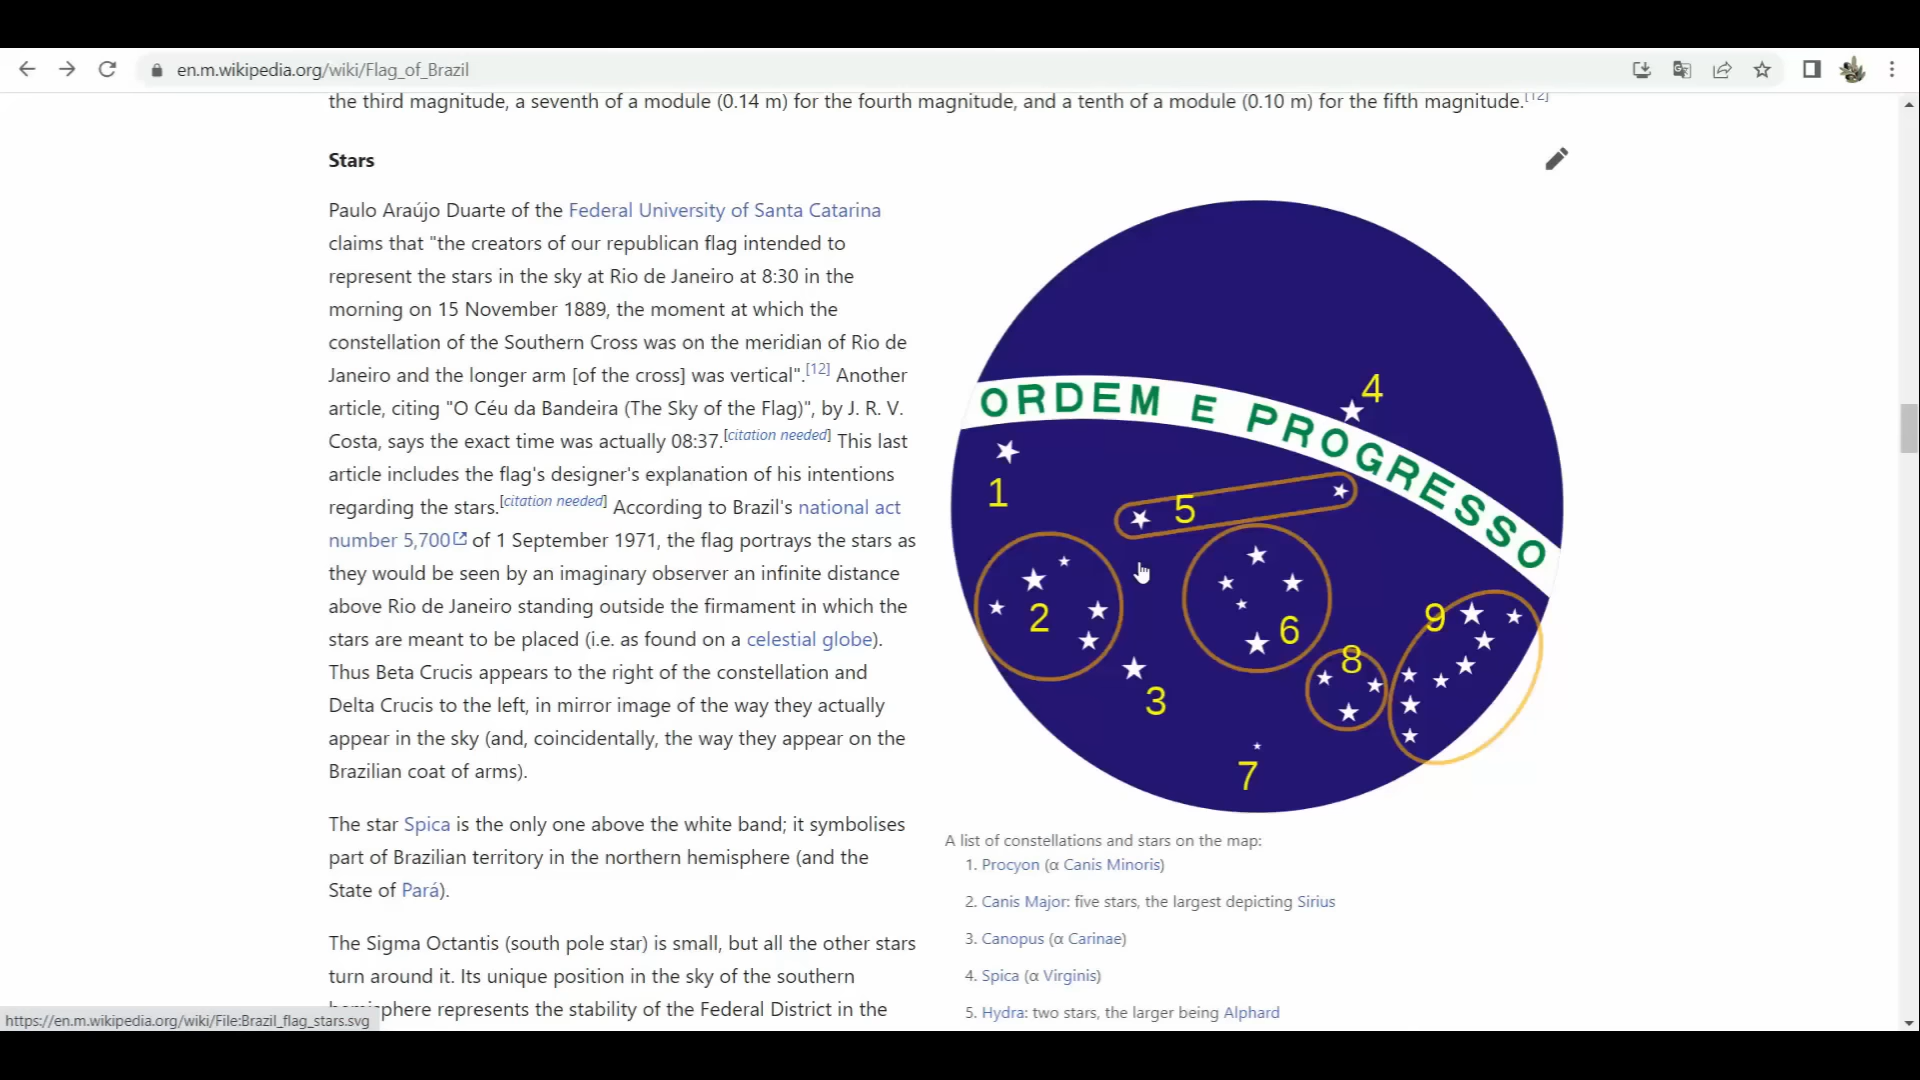 en.m.wikipedia.org/wiki/Flag_of_Brazil
the third magnitude, a seventh of a module (0.14 m) for the fourth magnitude, and a tenth of a module (0.10 m) for the fifth magnitude.[12]
Stars
Paulo Araújo Duarte of the Federal University of Santa Catarina
claims that "the creators of our republican flag intended to
represent the stars in the sky at Rio de Janeiro at 8:30 in the
morning on 15 November 1889, the moment at which the
constellation of the Southern Cross was on the meridian of Rio de
Janeiro and the longer arm [of the cross] was vertical".[12] Another
article, citing "O Céu da Bandeira (The Sky of the Flag)", by J. R. V.
Costa, says the exact time was actually 08:37.[citation needed] This last
article includes the flag's designer's explanation of his intentions
regarding the stars.[citation needed] According to Brazil's national act
number 5,700 of 1 September 1971, the flag portrays the stars as
they would be seen by an imaginary observer an infinite distance
above Rio de Janeiro standing outside the firmament in which the
stars are meant to be placed (i.e. as found on a celestial globe).
Thus Beta Crucis appears to the right of the constellation and
Delta Crucis to the left, in mirror image of the way they actually
appear in the sky (and, coincidentally, the way they appear on the
Brazilian coat of arms).
The star Spica is the only one above the white band; it symbolises
part of Brazilian territory in the northern hemisphere (and the
State of Pará).
The Sigma Octantis (south pole star) is small, but all the other stars
turn around it. Its unique position in the sky of the southern
hemisphere represents the stability of the Federal District in the
ORDEM E PROGRESSO
4
1
5
2
6
9
8
3
7
A list of constellations and stars on the map:
1. Procyon (α Canis Minoris)
2. Canis Major: five stars, the largest depicting Sirius
3. Canopus (α Carinae)
4. Spica (α Virginis)
5. Hydra: two stars, the larger being Alphard
https://en.m.wikipedia.org/wiki/File:Brazil_flag_stars.svg